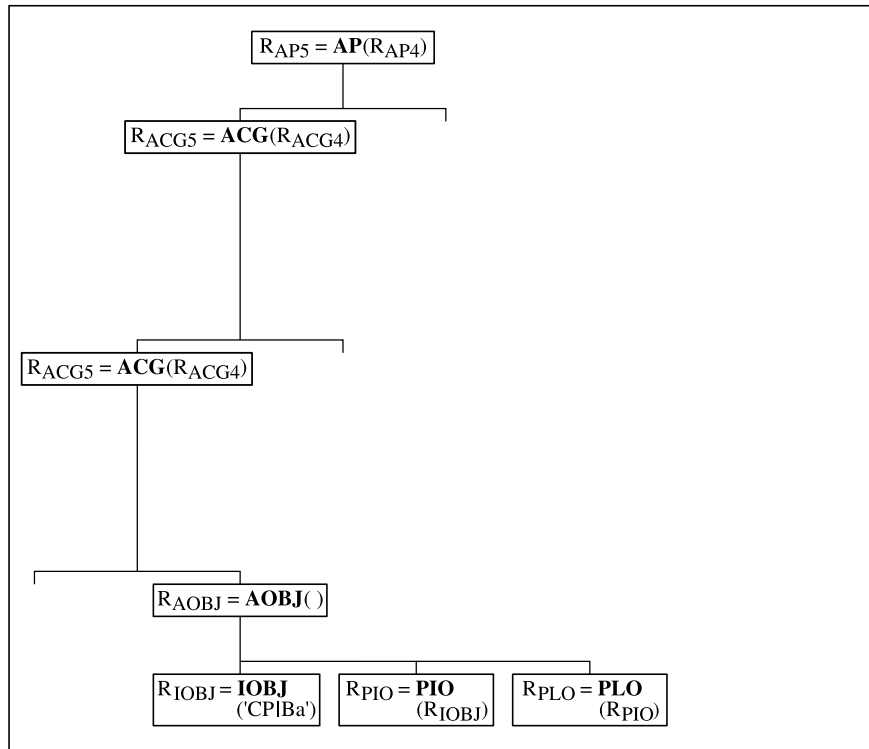 R_AP5 = AP(R_AP4)
R_ACG5 = ACG(R_ACG4)
R_ACG5 = ACG(R_ACG4)
R_AOBJ = AOBJ( )
R_IOBJ = IOBJ
('CP|Ba')
R_PIO = PIO
(R_IOBJ)
R_PLO = PLO
(R_PIO)